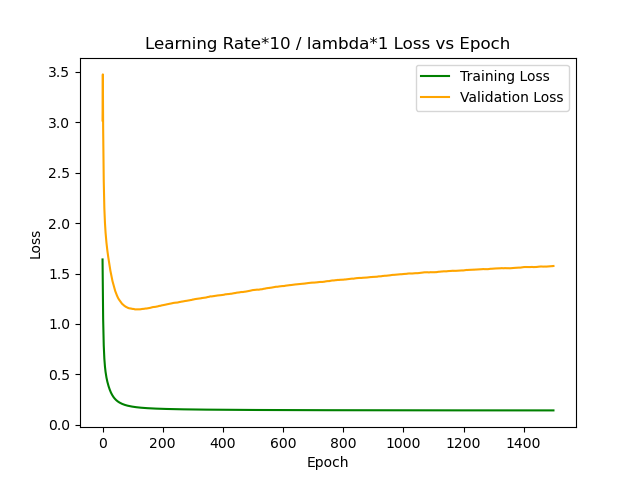 Learning Rate*10 / lambda*1 Loss vs Epoch
Training Loss
Validation Loss
3.5
3.0
2.5
2.0
1.5
1.0
0.5
0.0
Loss
0 200 400 600 800 1000 1200 1400
Epoch